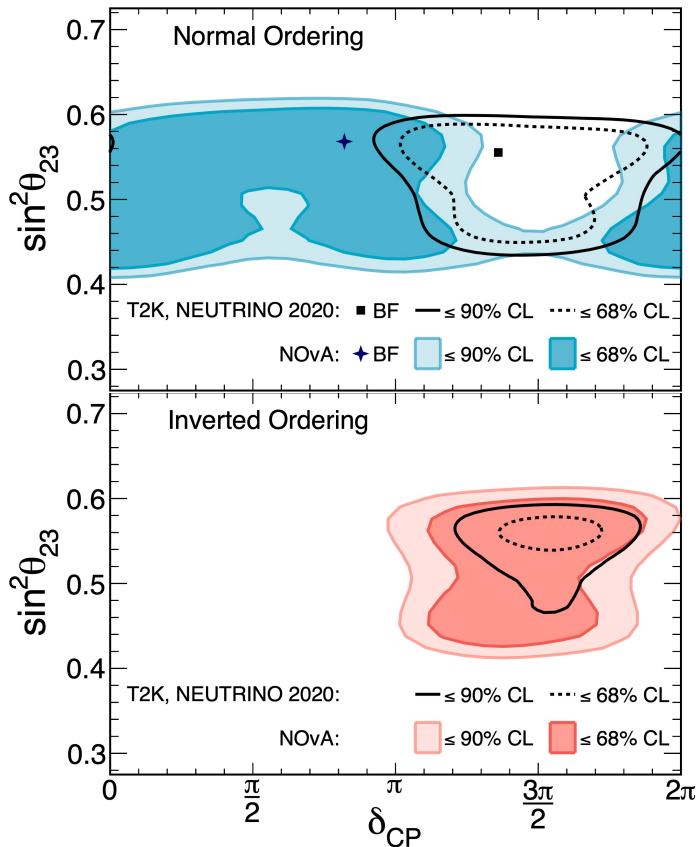 0.7
Normal Ordering
0.6
0.5
sin²θ₂₃
0.4
T2K, NEUTRINO 2020: BF ≤ 90% CL ≤ 68% CL
NOvA: BF ≤ 90% CL ≤ 68% CL
0.3
0.7
Inverted Ordering
0.6
0.5
sin²θ₂₃
0.4
T2K, NEUTRINO 2020: ≤ 90% CL ≤ 68% CL
NOvA: ≤ 90% CL ≤ 68% CL
0.3
0 π/2 π 3π/2 2π
δCP